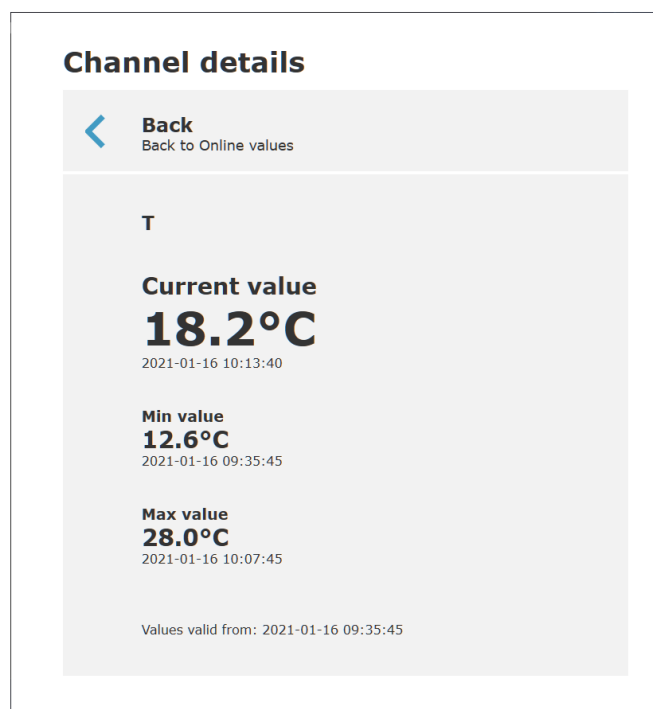 Channel details
Back
Back to Online values
T
Current value
18.2°C
2021-01-16 10:13:40
Min value
12.6°C
2021-01-16 09:35:45
Max value
28.0°C
2021-01-16 10:07:45
Values valid from: 2021-01-16 09:35:45